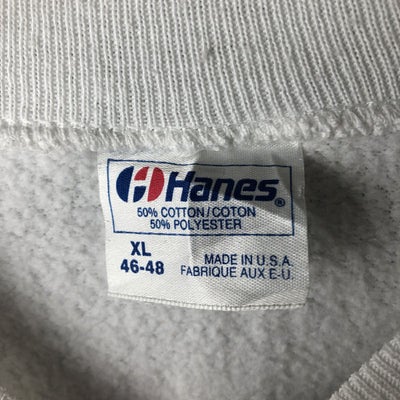 Hanes®
50% COTTON/COTON
50% POLYESTER
XL
46-48
MADE IN U.S.A.
FABRIQUE AUX E-U.